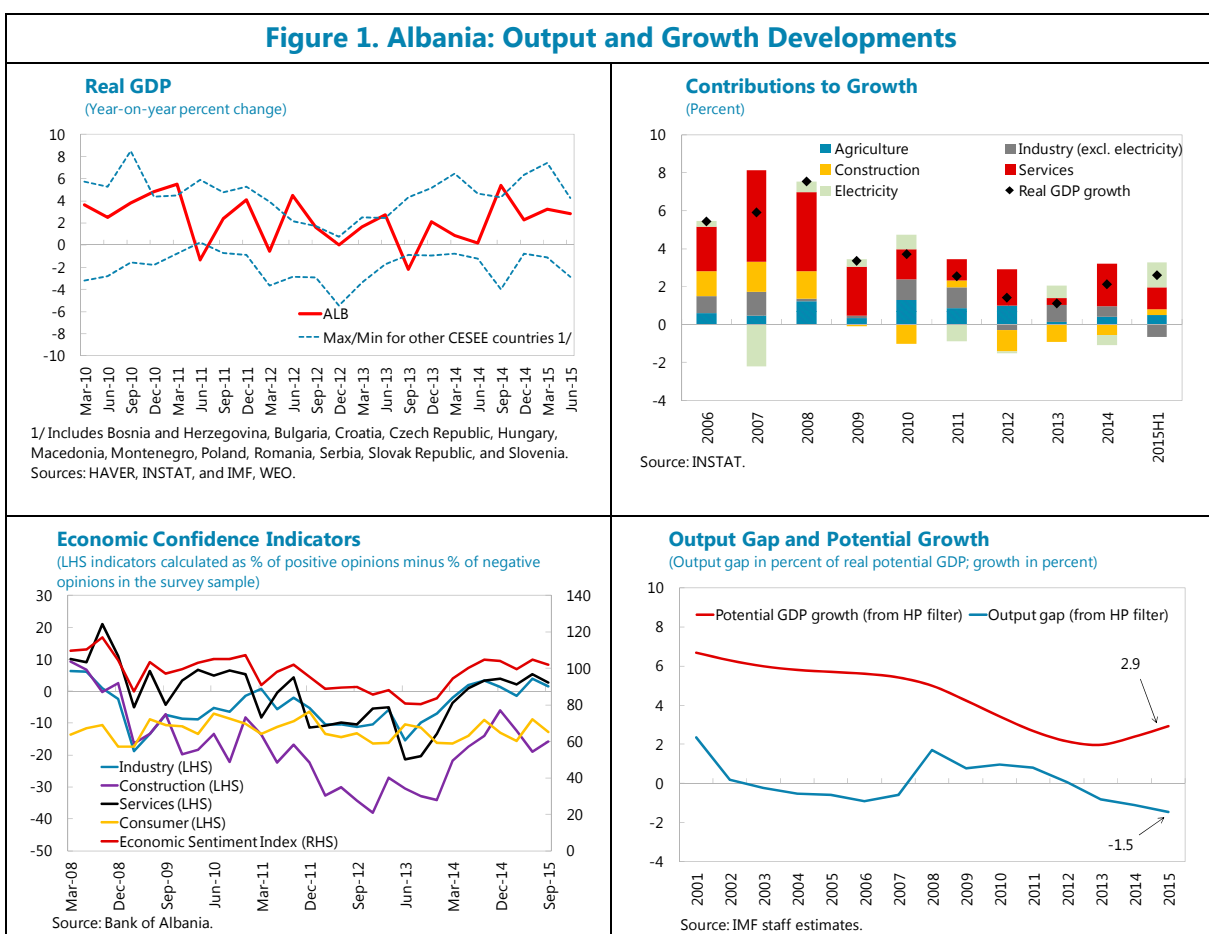 Figure 1. Albania: Output and Growth Developments
Real GDP
(Year-on-year percent change)
10
8
6
4
2
0
-2
-4
-6
-8
-10
ALB
Max/Min for other CESEE countries 1/
Mar-10
Jun-10
Sep-10
Dec-10
Mar-11
Jun-11
Sep-11
Dec-11
Mar-12
Jun-12
Sep-12
Dec-12
Mar-13
Jun-13
Sep-13
Dec-13
Mar-14
Jun-14
Sep-14
Dec-14
Mar-15
Jun-15
1/ Includes Bosnia and Herzegovina, Bulgaria, Croatia, Czech Republic, Hungary,
Macedonia, Montenegro, Poland, Romania, Serbia, Slovak Republic, and Slovenia.
Sources: HAVER, INSTAT, and IMF, WEO.
Contributions to Growth
(Percent)
10
8
6
4
2
0
-2
-4
Agriculture
Industry (excl. electricity)
Construction
Services
Electricity
Real GDP growth
2006
2007
2008
2009
2010
2011
2012
2013
2014
2015H1
Source: INSTAT.
Economic Confidence Indicators
(LHS indicators calculated as % of positive opinions minus % of negative
opinions in the survey sample)
30
20
10
0
-10
-20
-30
-40
-50
140
120
100
80
60
40
20
0
Industry (LHS)
Construction (LHS)
Services (LHS)
Consumer (LHS)
Economic Sentiment Index (RHS)
Mar-08
Dec-08
Sep-09
Jun-10
Mar-11
Dec-11
Sep-12
Jun-13
Mar-14
Dec-14
Sep-15
Source: Bank of Albania.
Output Gap and Potential Growth
(Output gap in percent of real potential GDP; growth in percent)
10
8
6
4
2
0
-2
-4
Potential GDP growth (from HP filter)
Output gap (from HP filter)
2.9
-1.5
2001
2002
2003
2004
2005
2006
2007
2008
2009
2010
2011
2012
2013
2014
2015
Source: IMF staff estimates.